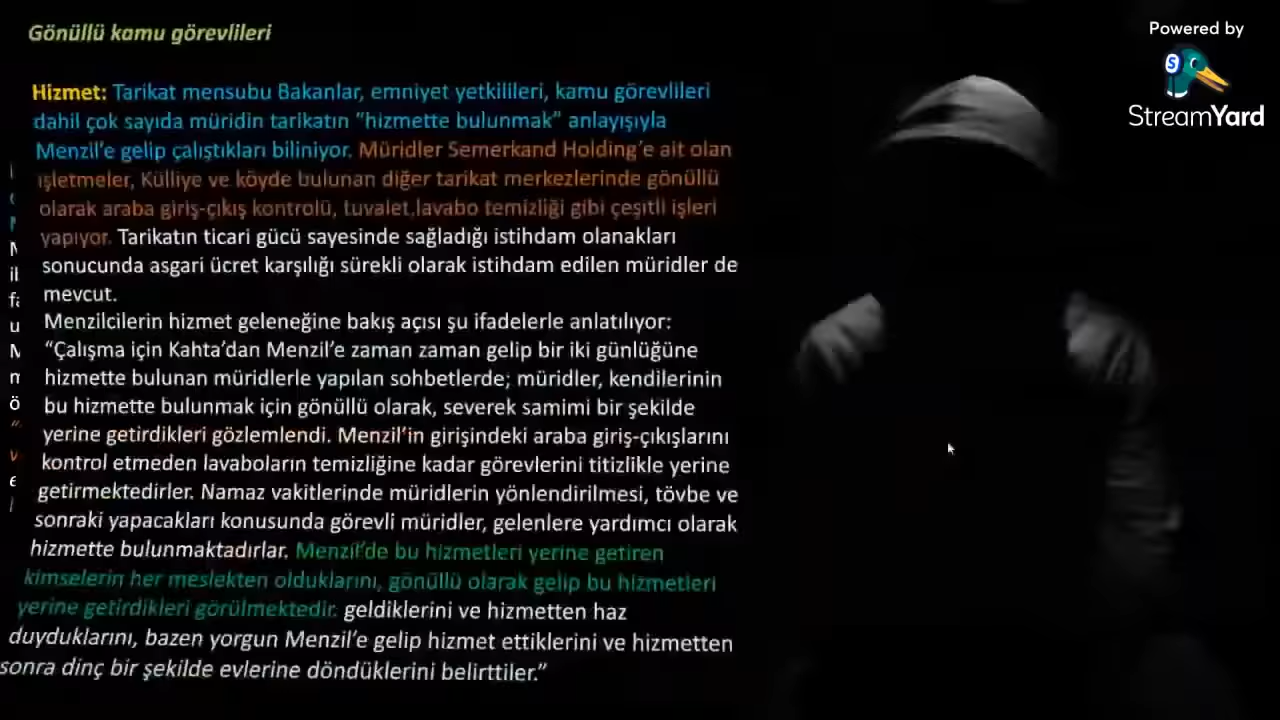 Gönüllü kamu görevlileri
Powered by
StreamYard
Hizmet: Tarikat mensubu Bakanlar, emniyet yetkilileri, kamu görevlileri
dahil çok sayıda müridin tarikatın “hizmette bulunmak” anlayışıyla
Menzil’e gelip çalıştıkları biliniyor. Müridler Semerkand Holding’e ait olan
işletmeler, Külliye ve köyde bulunan diğer tarikat merkezlerinde gönüllü
olarak araba giriş-çıkış kontrolü, tuvalet,lavabo temizliği gibi çeşitli işleri
yapıyor. Tarikatın ticari gücü sayesinde sağladığı istihdam olanakları
sonucunda asgari ücret karşılığı sürekli olarak istihdam edilen müridler de
mevcut.
Menzilcilerin hizmet geleneğine bakış açısı şu ifadelerle anlatılıyor:
“Çalışma için Kahta’dan Menzil’e zaman zaman gelip bir iki günlüğüne
hizmette bulunan müridlerle yapılan sohbetlerde; müridler, kendilerinin
bu hizmette bulunmak için gönüllü olarak, severek samimi bir şekilde
yerine getirdikleri gözlemlendi. Menzil’in girişindeki araba giriş-çıkışlarını
kontrol etmeden lavaboların temizliğine kadar görevlerini titizlikle yerine
getirmektedirler. Namaz vakitlerinde müridlerin yönlendirilmesi, tövbe ve
sonraki yapacakları konusunda görevli müridler, gelenlere yardımcı olarak
hizmette bulunmaktadırlar. Menzil’de bu hizmetleri yerine getiren
kimselerin her meslekten olduklarını, gönüllü olarak gelip bu hizmetleri
yerine getirdikleri görülmektedir. geldiklerini ve hizmetten haz
duyduklarını, bazen yorgun Menzil’e gelip hizmet ettiklerini ve hizmetten
sonra dinç bir şekilde evlerine döndüklerini belirttiler.”